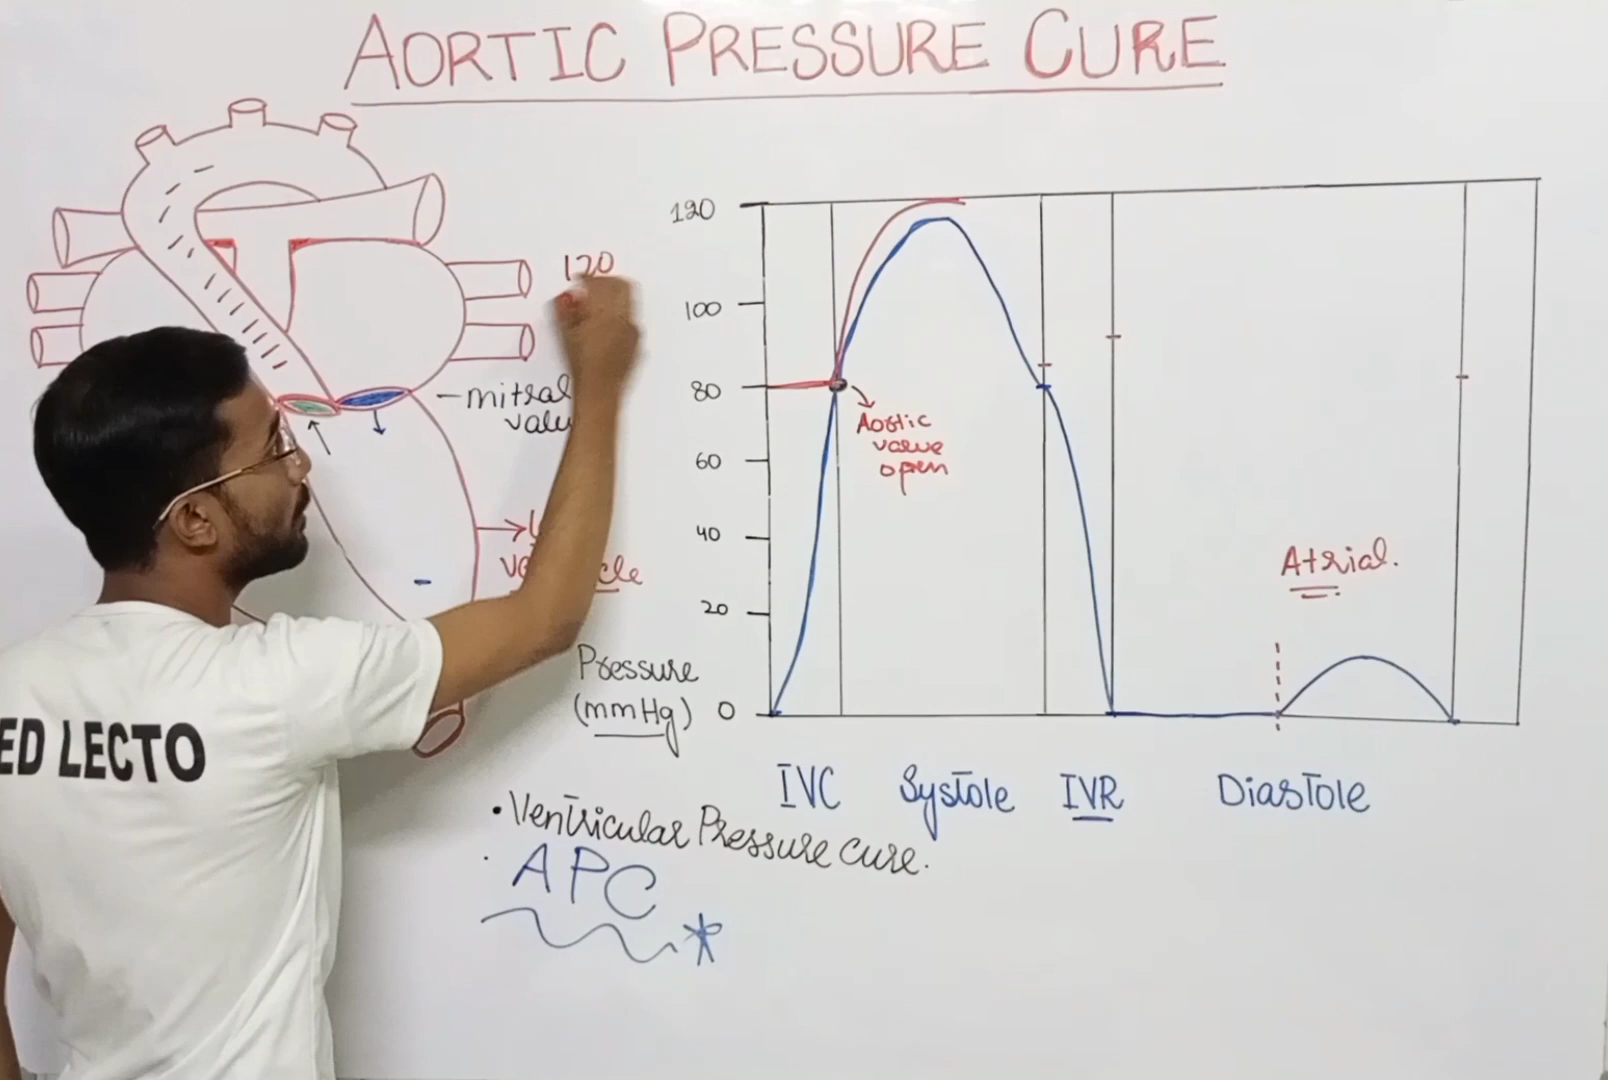 AORTIC PRESSURE CURE
120
120
100
80
60
40
20
0
mitral
Aortic
valve
open
Atrial.
Pressure
(mmHg)
IVC
Systole
IVR
Diastole
• Ventricular Pressure cure.
. APC
ED LECTO